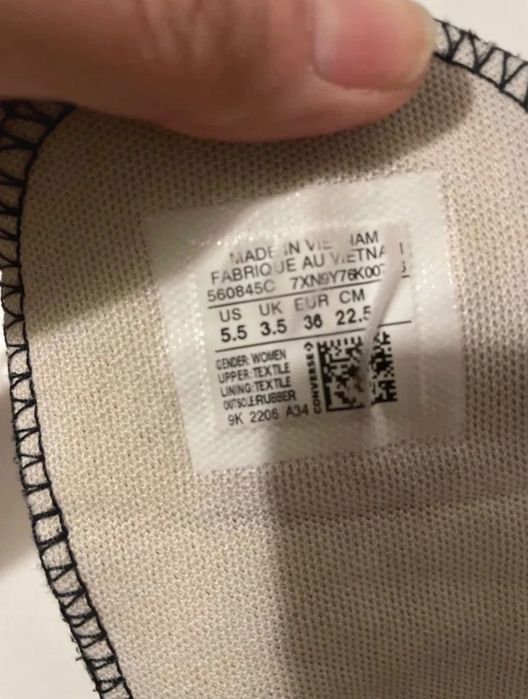 MADE IN VIETNAM
FABRIQUE AU VIETNAM
560845C
US UK EUR CM
5.5 3.5 36 22.5
GENDER: WOMEN
UPPER: TEXTILE
LINING: TEXTILE
OUTSOLE: RUBBER
9K 2206 A34
CONVERSE